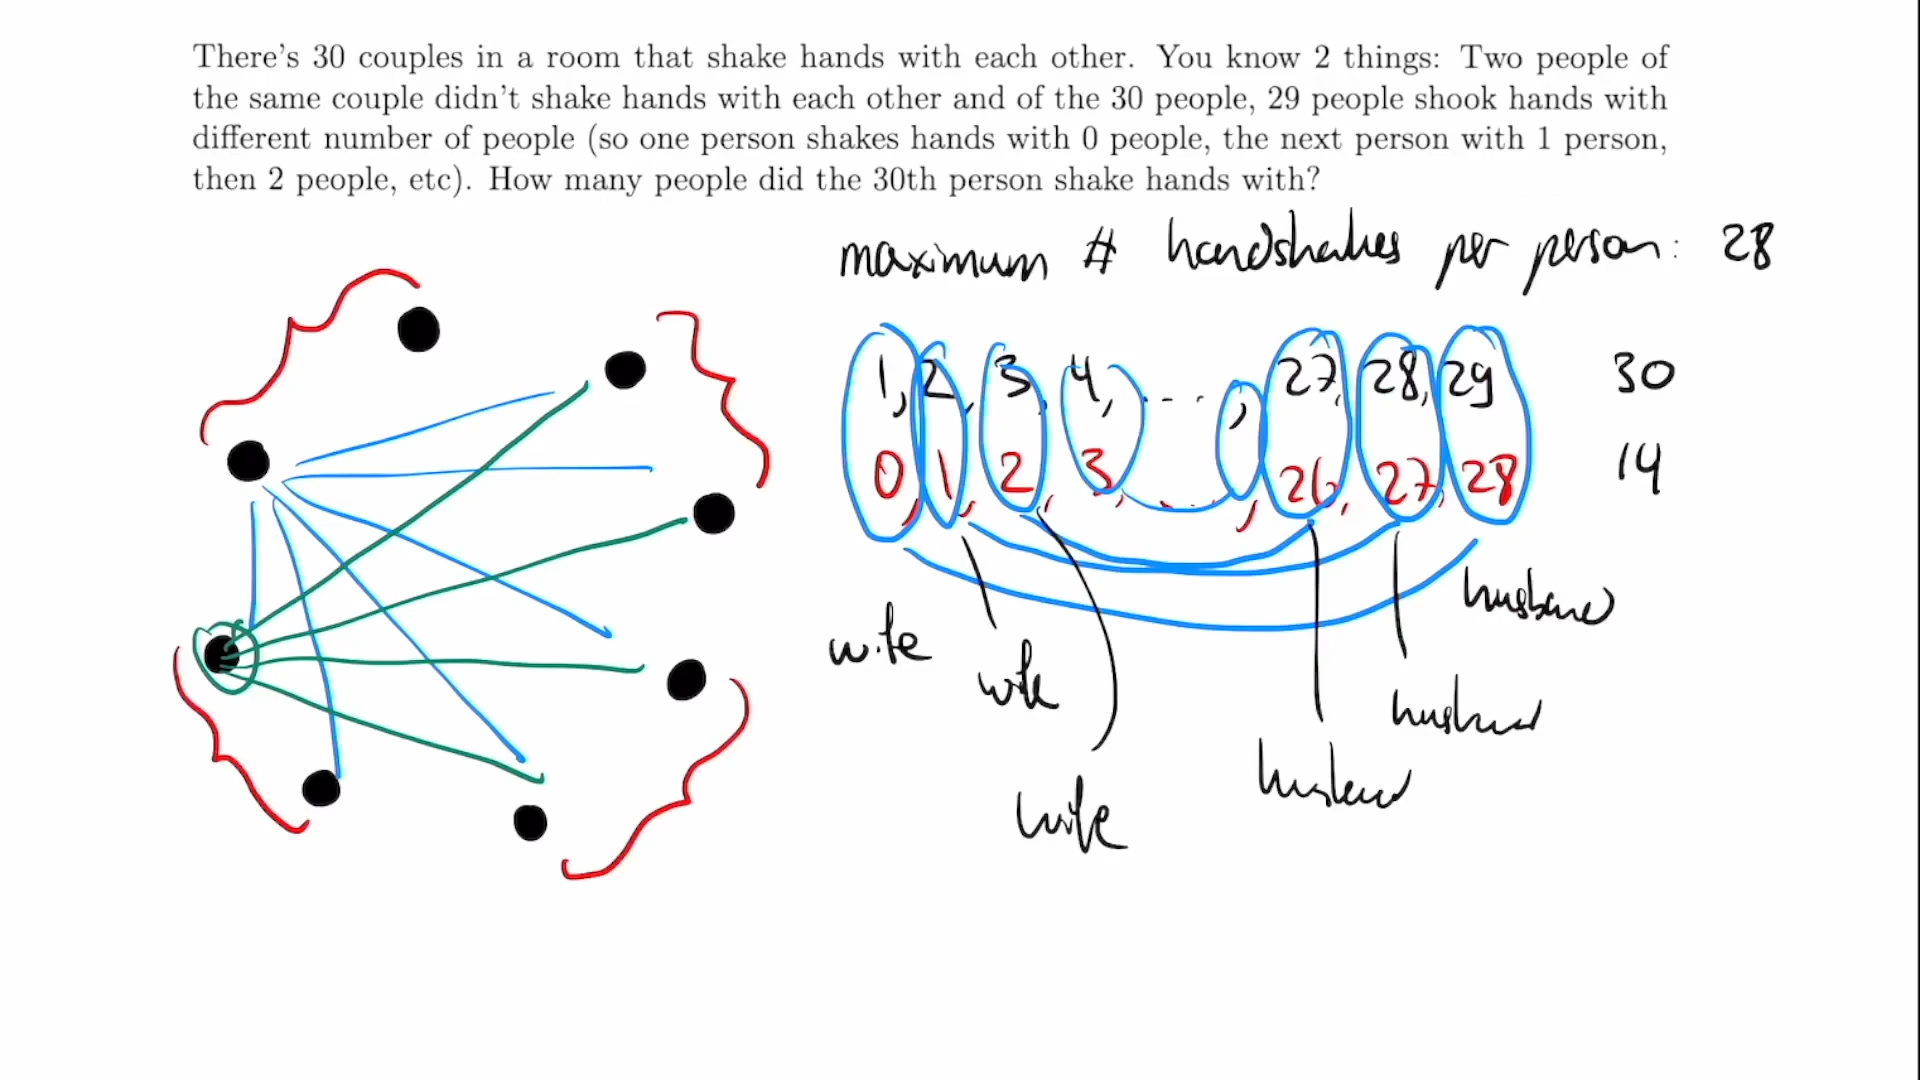 There's 30 couples in a room that shake hands with each other. You know 2 things: Two people of
the same couple didn't shake hands with each other and of the 30 people, 29 people shook hands with
different number of people (so one person shakes hands with 0 people, the next person with 1 person,
then 2 people, etc). How many people did the 30th person shake hands with?
maximum # handshakes per person: 28
1, 2, 3, 4, ..., 27, 28, 29 30
0, 1, 2, 3, ..., 26, 27, 28 14
husband
wife
wife
husband
husband
wife